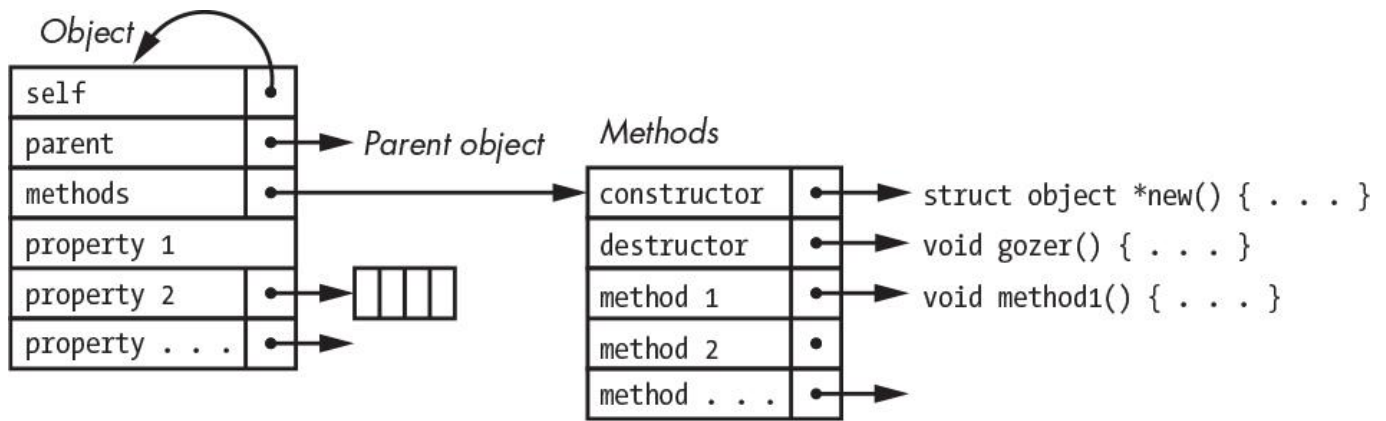 Object
self
parent
methods
property 1
property 2
property . . .
Parent object
Methods
constructor
destructor
method 1
method 2
method . . .
struct object *new() { . . . }
void gozer() { . . . }
void method1() { . . . }